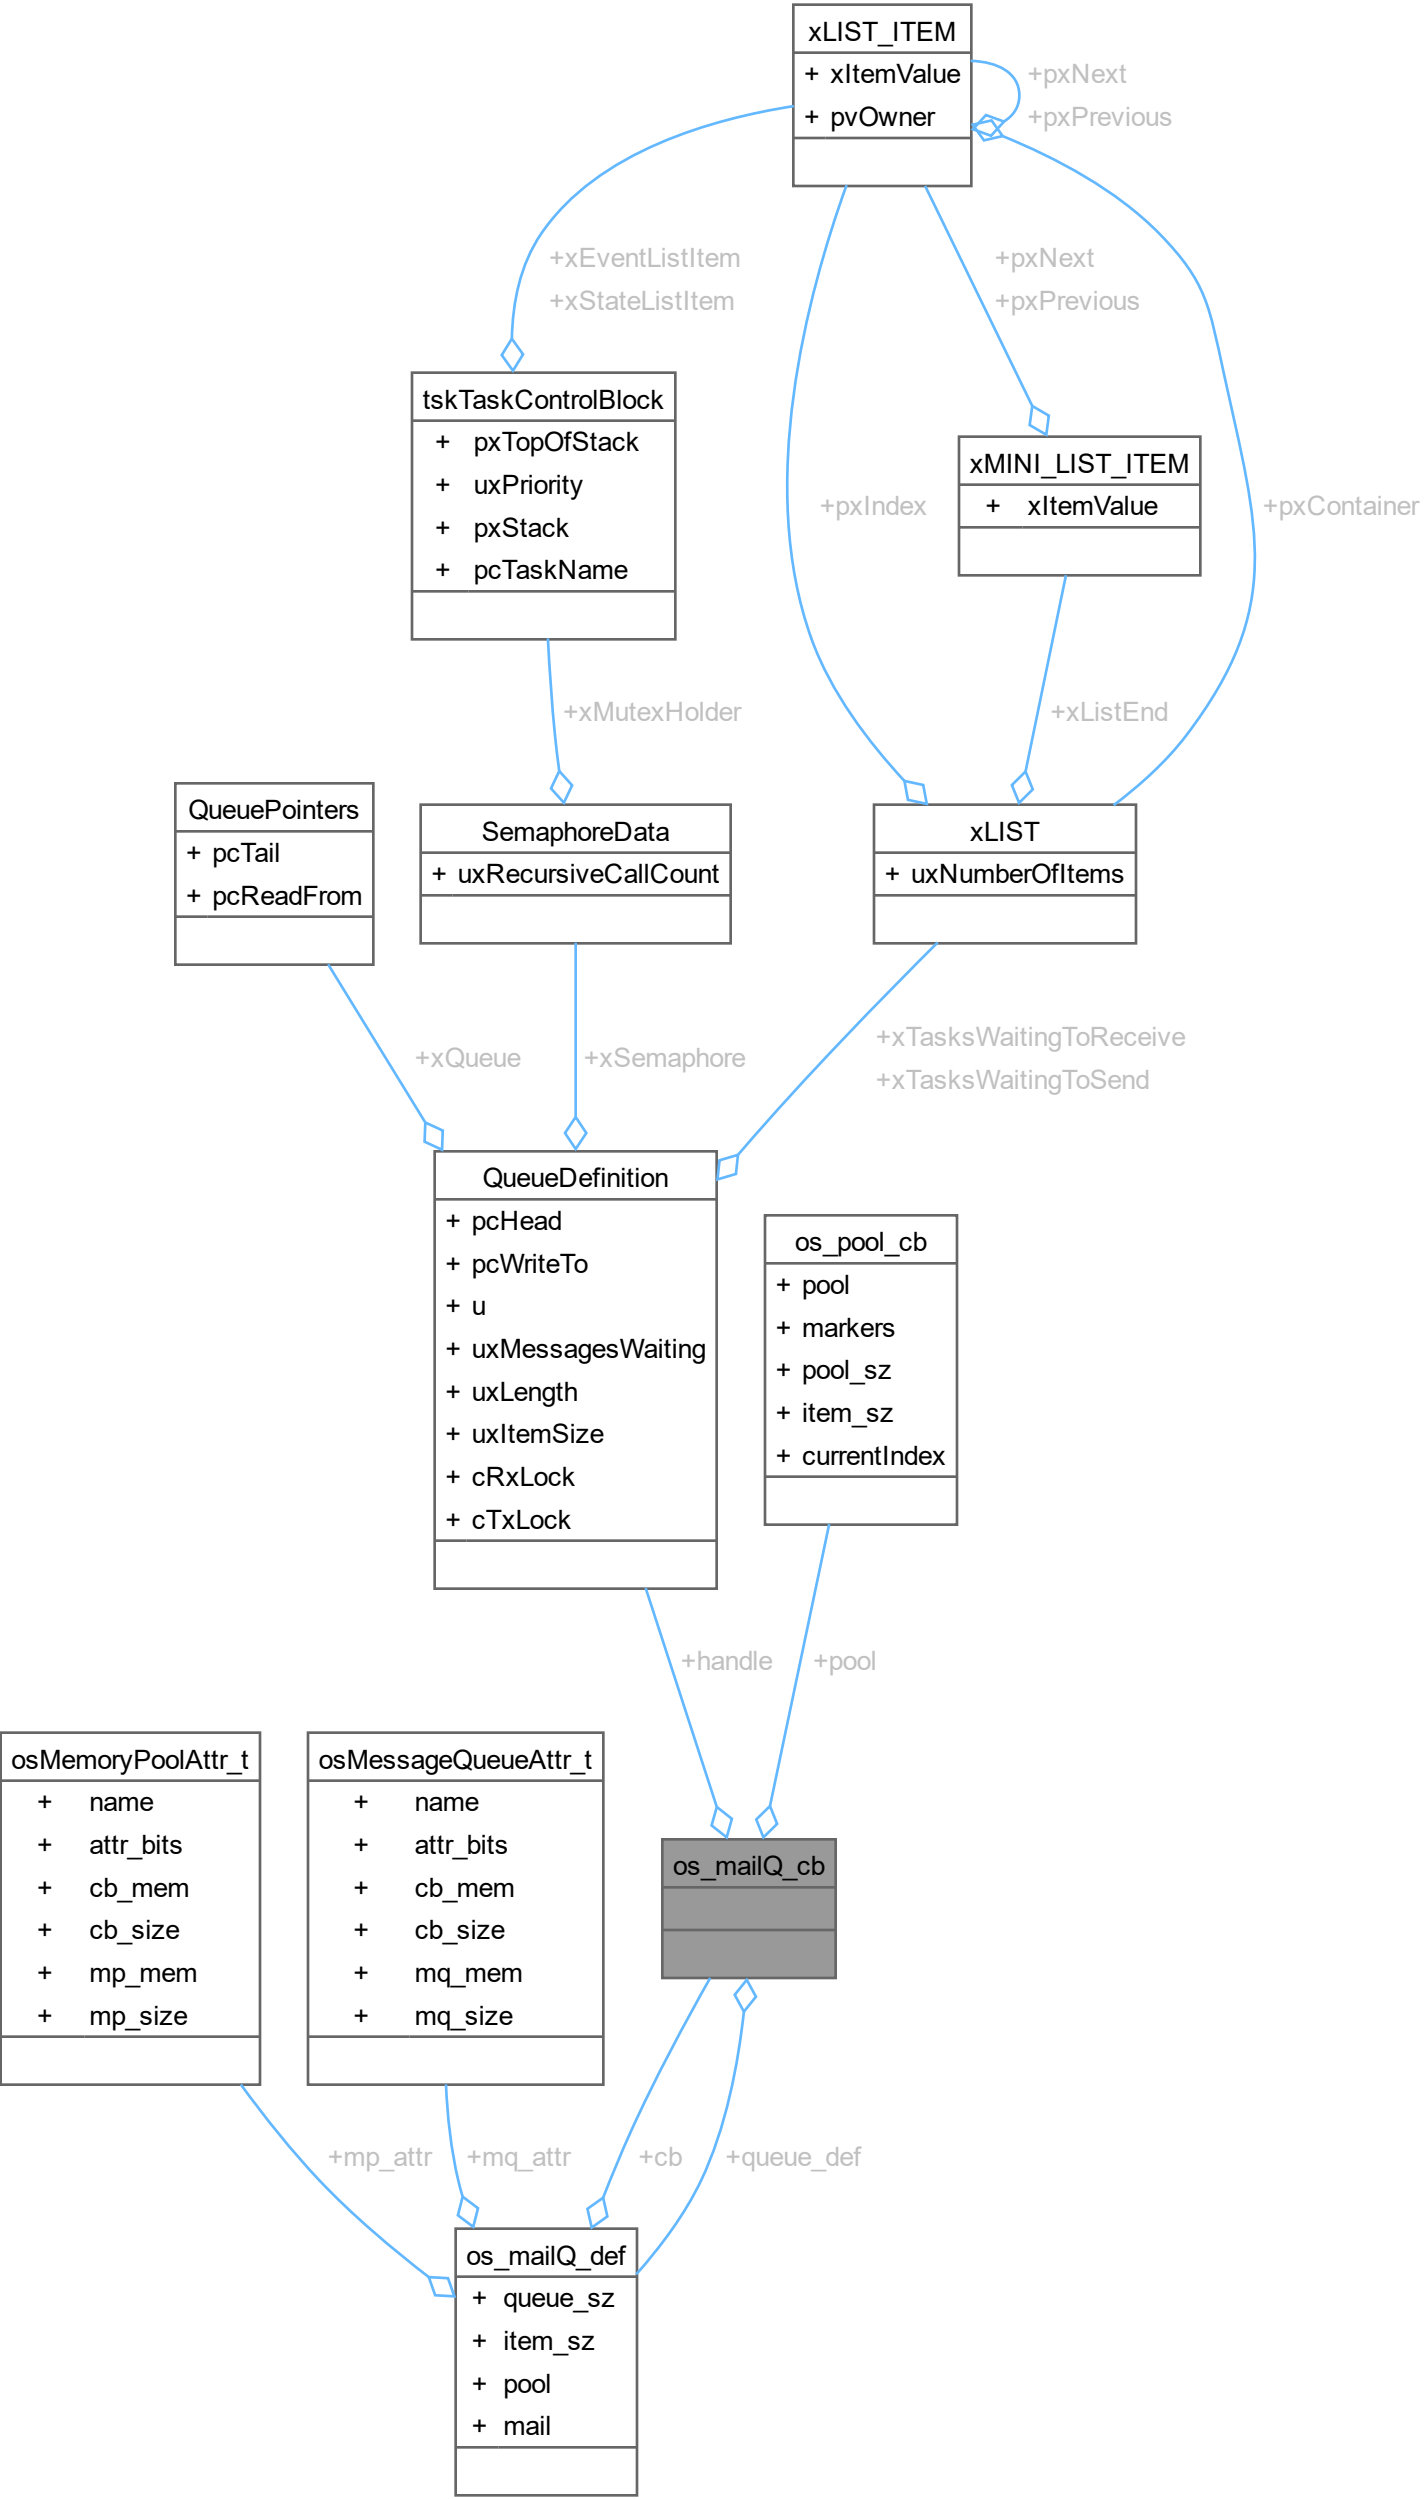 xLIST_ITEM
+ xItemValue
+ pvOwner
+pxNext
+pxPrevious
+xEventListItem
+xStateListItem
+pxNext
+pxPrevious
tskTaskControlBlock
+ pxTopOfStack
+ uxPriority
+ pxStack
+ pcTaskName
+pxIndex
xMINI_LIST_ITEM
+ xItemValue
+pxContainer
+xMutexHolder
+xListEnd
QueuePointers
+ pcTail
+ pcReadFrom
SemaphoreData
+ uxRecursiveCallCount
xLIST
+ uxNumberOfItems
+xQueue
+xSemaphore
+xTasksWaitingToReceive
+xTasksWaitingToSend
QueueDefinition
+ pcHead
+ pcWriteTo
+ u
+ uxMessagesWaiting
+ uxLength
+ uxItemSize
+ cRxLock
+ cTxLock
os_pool_cb
+ pool
+ markers
+ pool_sz
+ item_sz
+ currentIndex
+handle
+pool
osMemoryPoolAttr_t
+ name
+ attr_bits
+ cb_mem
+ cb_size
+ mp_mem
+ mp_size
osMessageQueueAttr_t
+ name
+ attr_bits
+ cb_mem
+ cb_size
+ mq_mem
+ mq_size
os_mailQ_cb
+mp_attr
+mq_attr
+cb
+queue_def
os_mailQ_def
+ queue_sz
+ item_sz
+ pool
+ mail